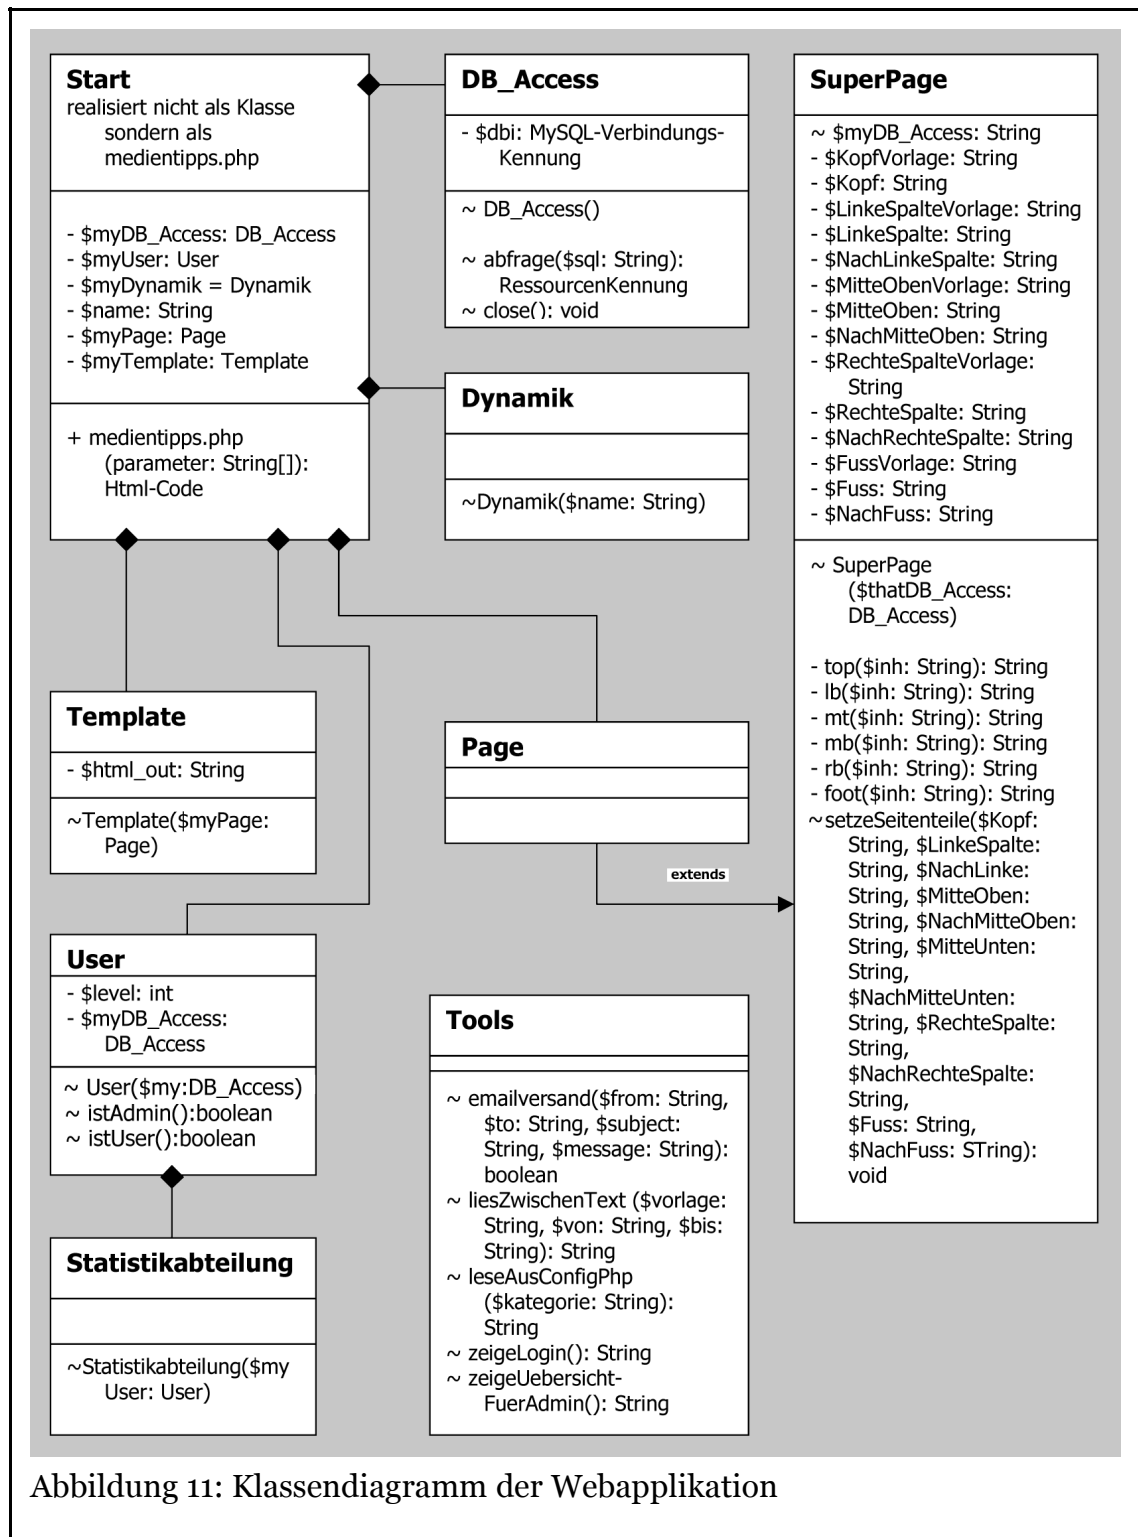 Start
realisiert nicht als Klasse
sondern als
medientipps.php
- $myDB_Access: DB_Access
- $myUser: User
- $myDynamik = Dynamik
- $name: String
- $myPage: Page
- $myTemplate: Template
+ medientipps.php
(parameter: String[]):
Html-Code
DB_Access
- $dbi: MySQL-Verbindungs-
Kennung
~ DB_Access()
~ abfrage($sql: String):
RessourcenKennung
~ close(): void
Dynamik
~Dynamik($name: String)
SuperPage
~ $myDB_Access: String
- $KopfVorlage: String
- $Kopf: String
- $LinkeSpalteVorlage: String
- $LinkeSpalte: String
- $NachLinkeSpalte: String
- $MitteObenVorlage: String
- $MitteOben: String
- $NachMitteOben: String
- $RechteSpalteVorlage:
String
- $RechteSpalte: String
- $NachRechteSpalte: String
- $FussVorlage: String
- $Fuss: String
- $NachFuss: String
~ SuperPage
($thatDB_Access:
DB_Access)
- top($inh: String): String
- lb($inh: String): String
- mt($inh: String): String
- mb($inh: String): String
- rb($inh: String): String
- foot($inh: String): String
~setzeSeitenteile($Kopf:
String, $LinkeSpalte:
String, $NachLinke:
String, $MitteOben:
String, $NachMitteOben:
String, $MitteUnten:
String,
$NachMitteUnten:
String, $RechteSpalte:
String,
$NachRechteSpalte:
String,
$Fuss: String,
$NachFuss: STring):
void
Template
- $html_out: String
~Template($myPage:
Page)
Page
extends
User
- $level: int
- $myDB_Access:
DB_Access
~ User($my:DB_Access)
~ istAdmin():boolean
~ istUser():boolean
Statistikabteilung
~Statistikabteilung($my
User: User)
Tools
~ emailversand($from: String,
$to: String, $subject:
String, $message: String):
boolean
~ liesZwischenText ($vorlage:
String, $von: String, $bis:
String): String
~ leseAusConfigPhp
($kategorie: String):
String
~ zeigeLogin(): String
~ zeigeUebersicht-
FuerAdmin(): String
Abbildung 11: Klassendiagramm der Webapplikation